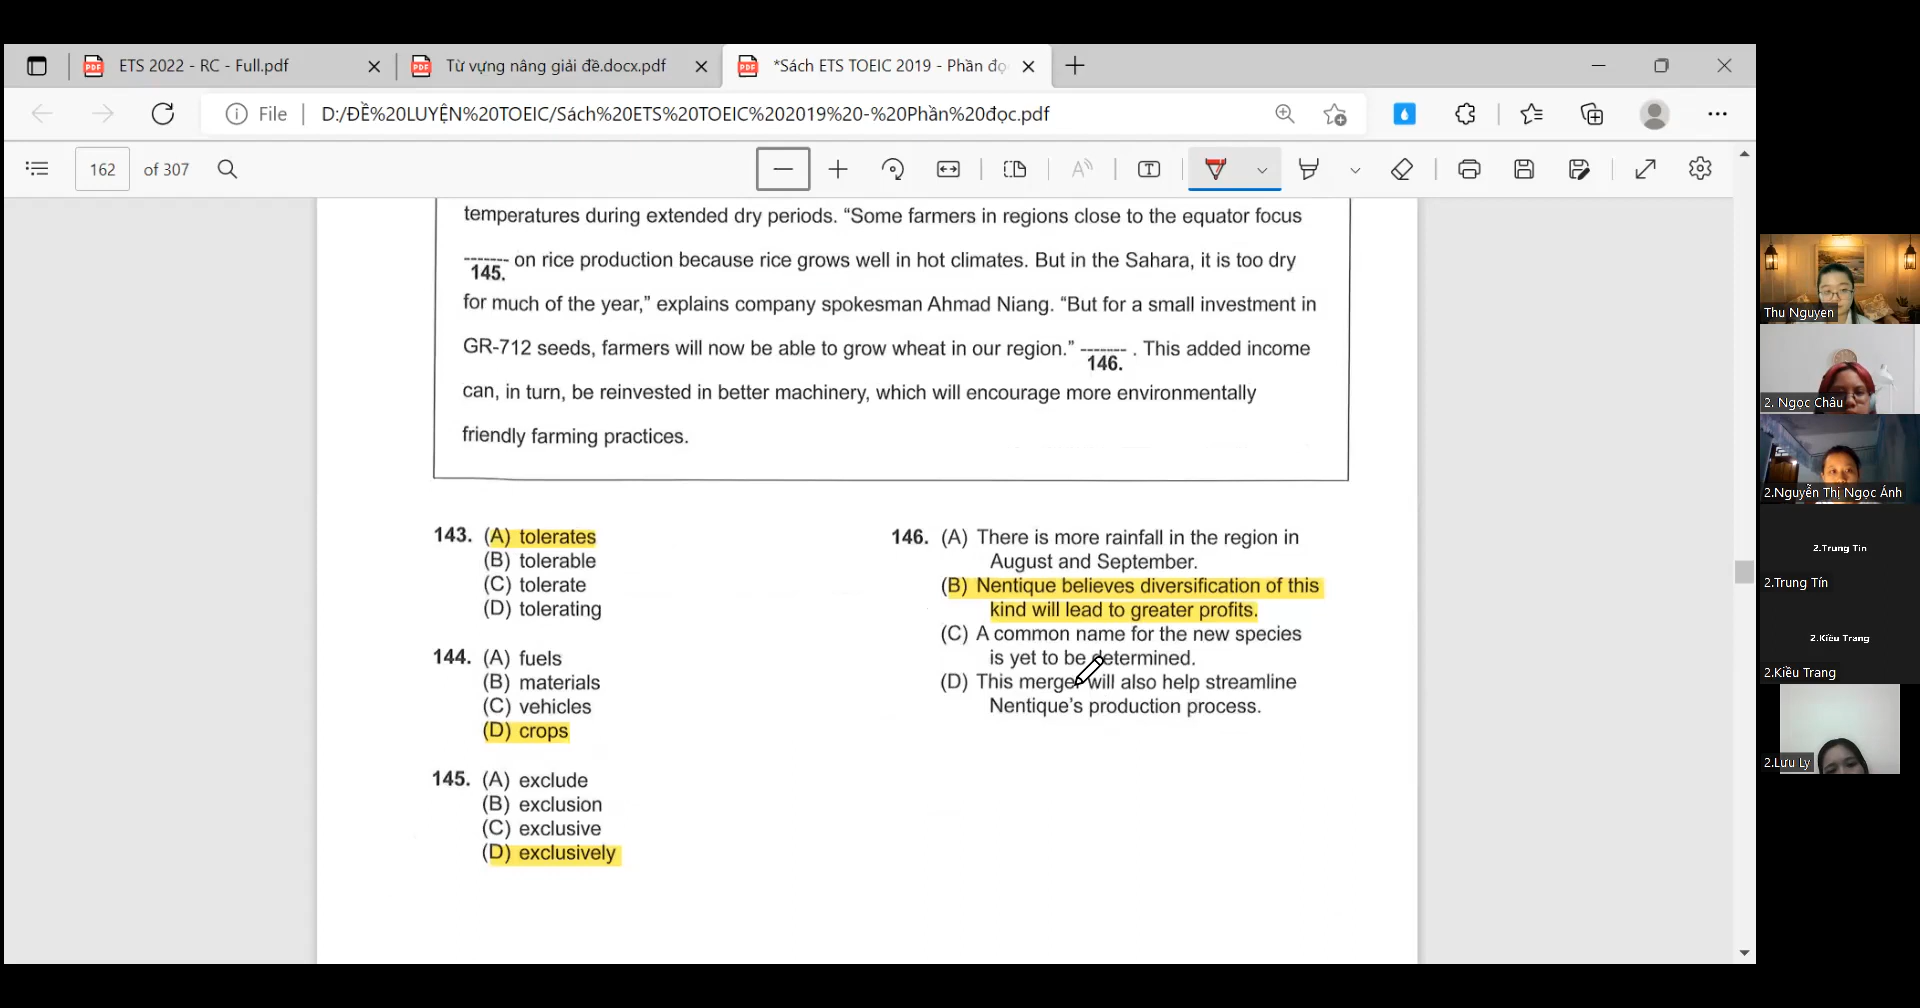 ETS 2022 - RC - Full.pdf
Từ vựng nâng giải đề.docx.pdf
*Sách ETS TOEIC 2019 - Phần đọ
File
D:/ĐỀ%20LUYỆN%20TOEIC/Sách%20ETS%20TOEIC%202019%20-%20Phần%20đọc.pdf
162 of 307
temperatures during extended dry periods. “Some farmers in regions close to the equator focus
------- on rice production because rice grows well in hot climates. But in the Sahara, it is too dry
145.
for much of the year,” explains company spokesman Ahmad Niang. “But for a small investment in
GR-712 seeds, farmers will now be able to grow wheat in our region.” ------- . This added income
146.
can, in turn, be reinvested in better machinery, which will encourage more environmentally
friendly farming practices.
143. (A) tolerates
(B) tolerable
(C) tolerate
(D) tolerating
144. (A) fuels
(B) materials
(C) vehicles
(D) crops
145. (A) exclude
(B) exclusion
(C) exclusive
(D) exclusively
146. (A) There is more rainfall in the region in
August and September.
(B) Nentique believes diversification of this
kind will lead to greater profits.
(C) A common name for the new species
is yet to be determined.
(D) This merger will also help streamline
Nentique’s production process.
Thu Nguyen
2. Ngọc Châu
2.Nguyễn Thị Ngọc Ánh
2.Trung Tín
2.Trung Tín
2.Kiều Trang
2.Kiều Trang
2.Lưu Ly